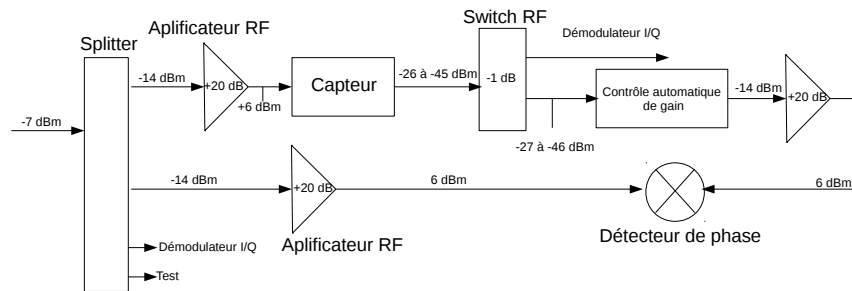 Splitter
Aplificateur RF
Switch RF
Démodulateur I/Q
-14 dBm
+20 dB
+6 dBm
Capteur
-26 à -45 dBm
-1 dB
Contrôle automatique
de gain
-14 dBm
+20 dB
-7 dBm
-27 à -46 dBm
-14 dBm
+20 dB
6 dBm
6 dBm
Aplificateur RF
Détecteur de phase
Démodulateur I/Q
Test